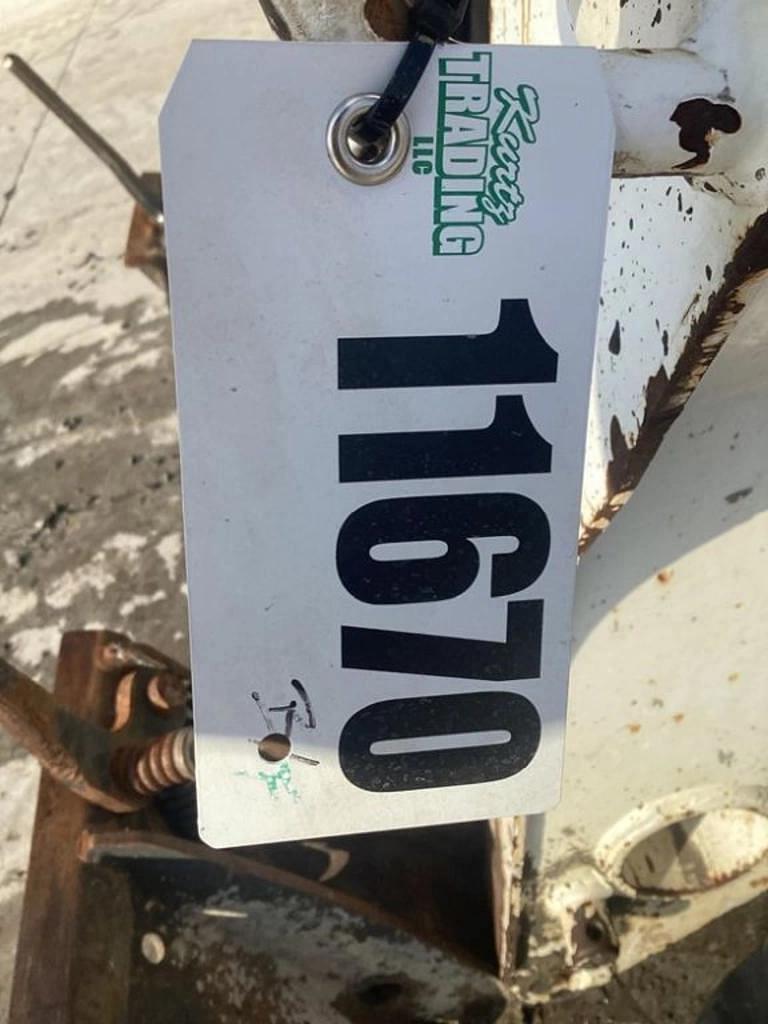 Kurtz
TRADING
LLC
11670